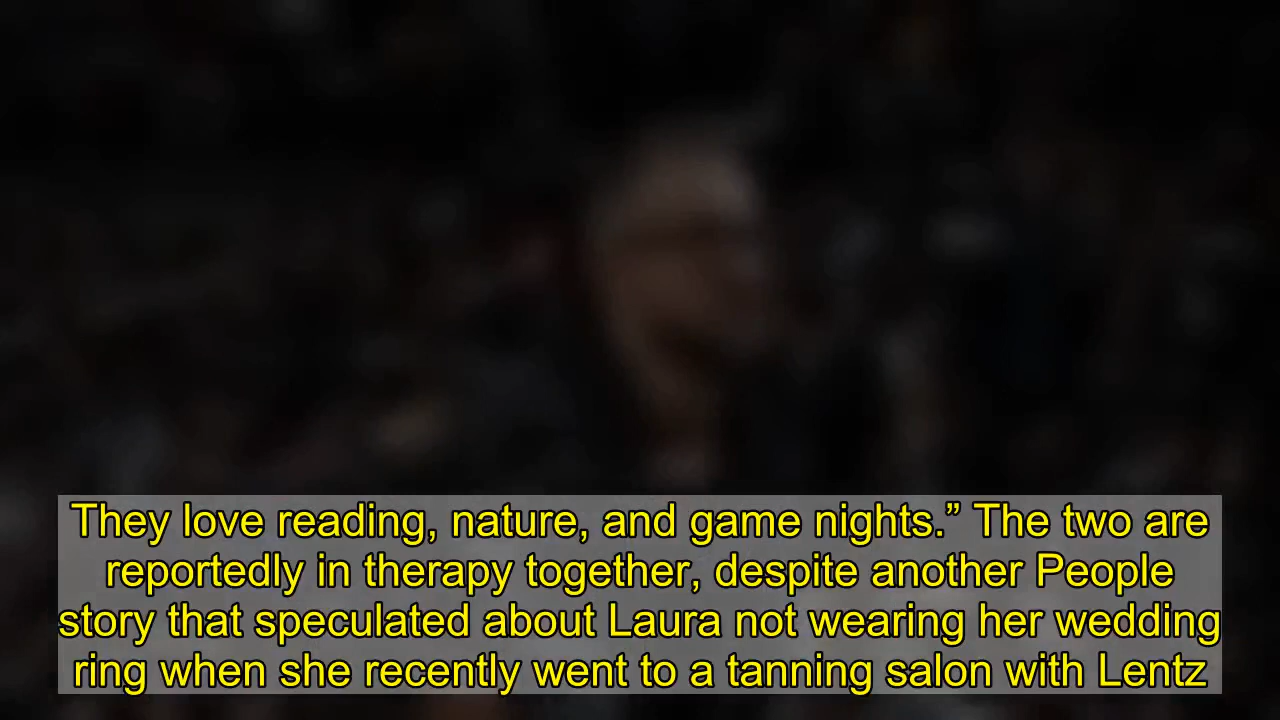 They love reading, nature, and game nights.” The two are
reportedly in therapy together, despite another People
story that speculated about Laura not wearing her wedding
ring when she recently went to a tanning salon with Lentz